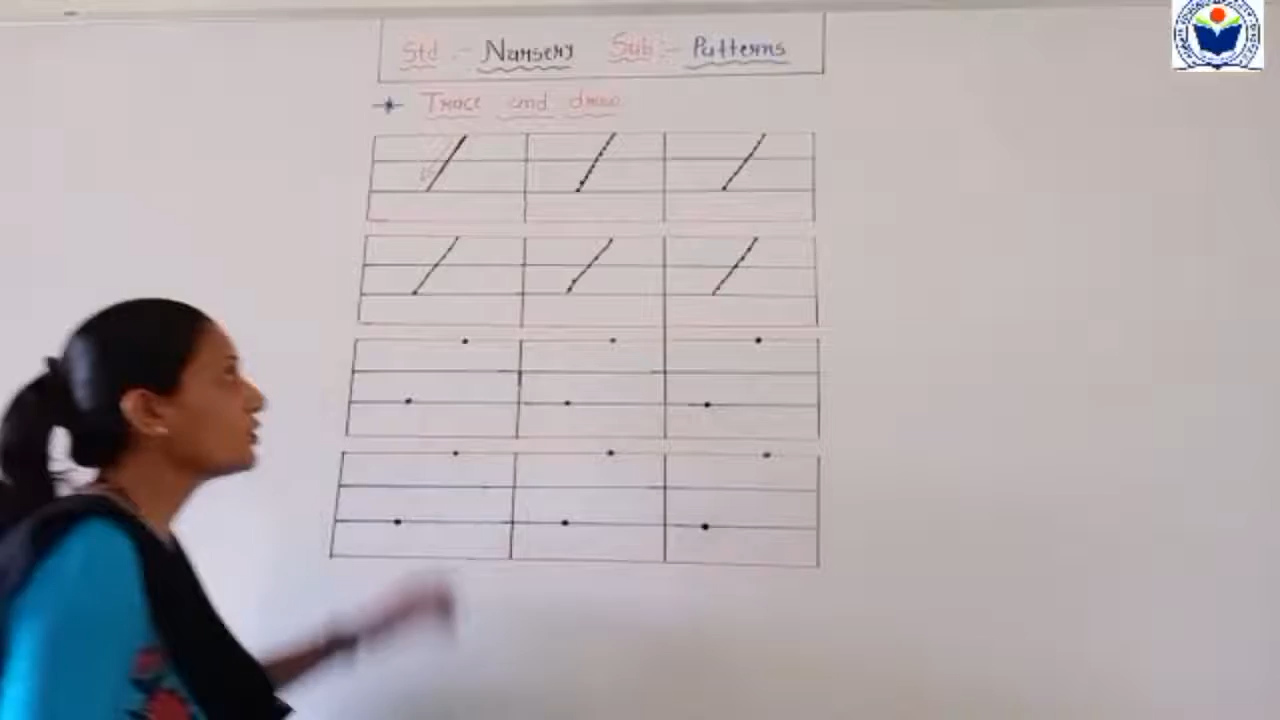 Std :- Nursery Sub :- Patterns
Trace and draw